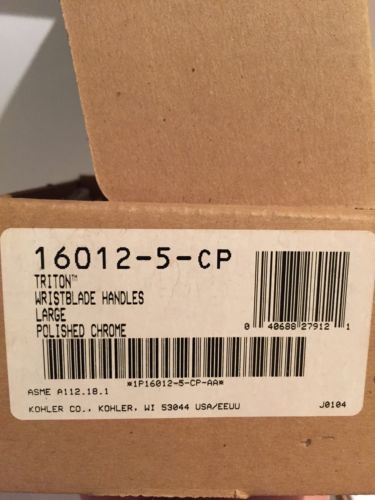 16012-5-CP
TRITON™
WRISTBLADE HANDLES
LARGE
POLISHED CHROME
0 40688 27912 1
*1P16012-5-CP-AA*
ASME A112.18.1
KOHLER CO., KOHLER, WI 53044 USA/EEUU J0104